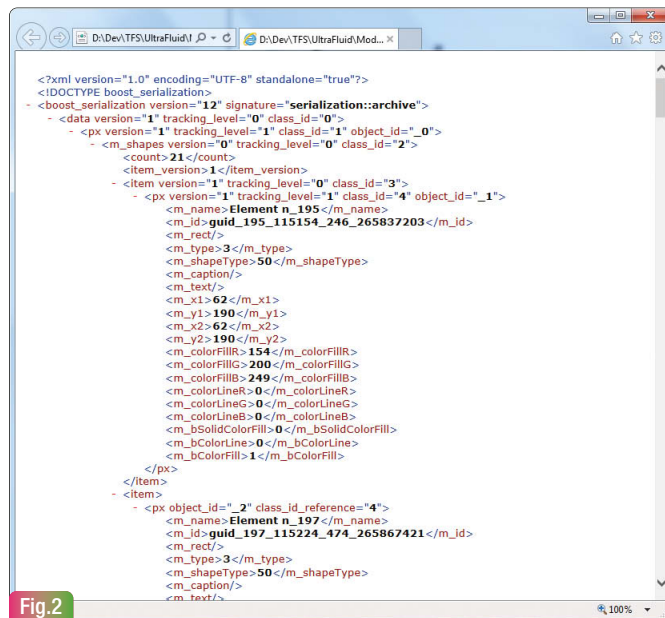 D:\Dev\TFS\UltraFluid\
D:\Dev\TFS\UltraFluid\Mod...
<?xml version="1.0" encoding="UTF-8" standalone="true"?>
<!DOCTYPE boost_serialization>
- <boost_serialization version="12" signature="serialization::archive">
- <data version="1" tracking_level="0" class_id="0">
- <px version="1" tracking_level="1" class_id="1" object_id="_0">
- <m_shapes version="0" tracking_level="0" class_id="2">
<count>21</count>
<item_version>1</item_version>
- <item version="1" tracking_level="0" class_id="3">
- <px version="1" tracking_level="1" class_id="4" object_id="_1">
<m_name>Element n_195</m_name>
<m_id>guid_195_115154_246_265837203</m_id>
<m_rect/>
<m_type>3</m_type>
<m_shapeType>50</m_shapeType>
<m_caption/>
<m_text/>
<m_x1>62</m_x1>
<m_y1>190</m_y1>
<m_x2>62</m_x2>
<m_y2>190</m_y2>
<m_colorFillR>154</m_colorFillR>
<m_colorFillG>200</m_colorFillG>
<m_colorFillB>249</m_colorFillB>
<m_colorLineR>0</m_colorLineR>
<m_colorLineG>0</m_colorLineG>
<m_colorLineB>0</m_colorLineB>
<m_bSolidColorFill>0</m_bSolidColorFill>
<m_bColorLine>0</m_bColorLine>
<m_bColorFill>1</m_bColorFill>
</px>
</item>
- <item>
- <px object_id="_2" class_id_reference="4">
<m_name>Element n_197</m_name>
<m_id>guid_197_115224_474_265867421</m_id>
<m_rect/>
<m_type>3</m_type>
<m_shapeType>50</m_shapeType>
<m_caption/>
<m_text/>
Fig.2
100%